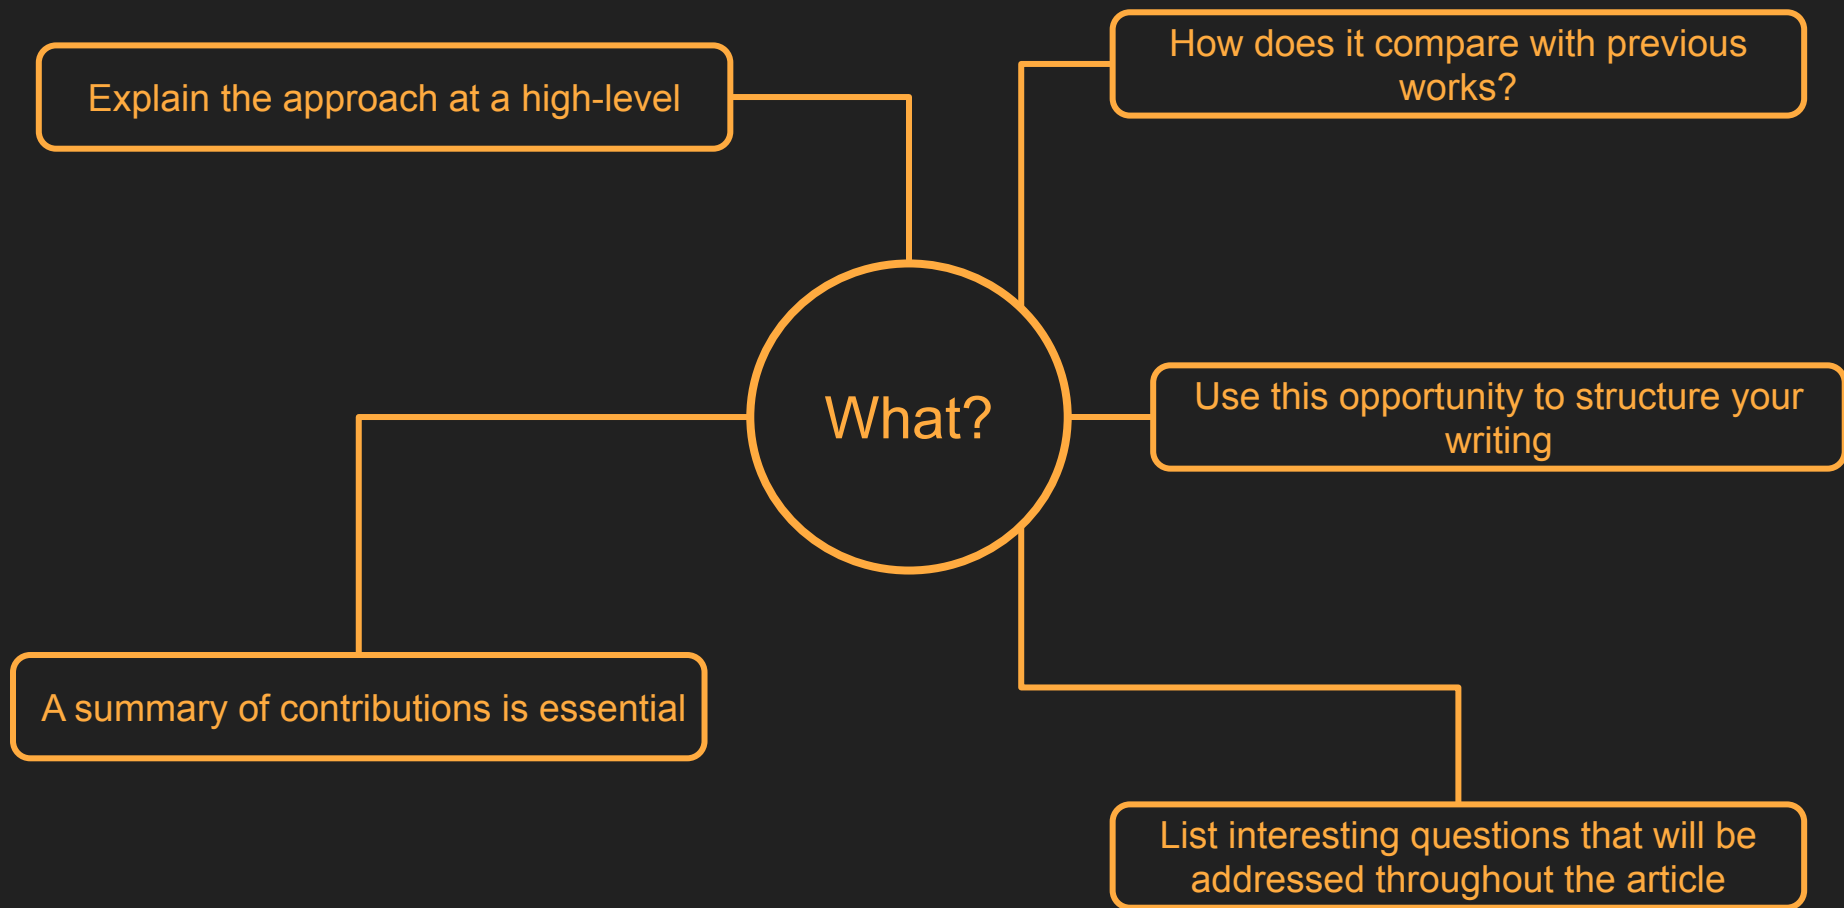 Explain the approach at a high-level
How does it compare with previous
works?
What?
Use this opportunity to structure your
writing
A summary of contributions is essential
List interesting questions that will be
addressed throughout the article